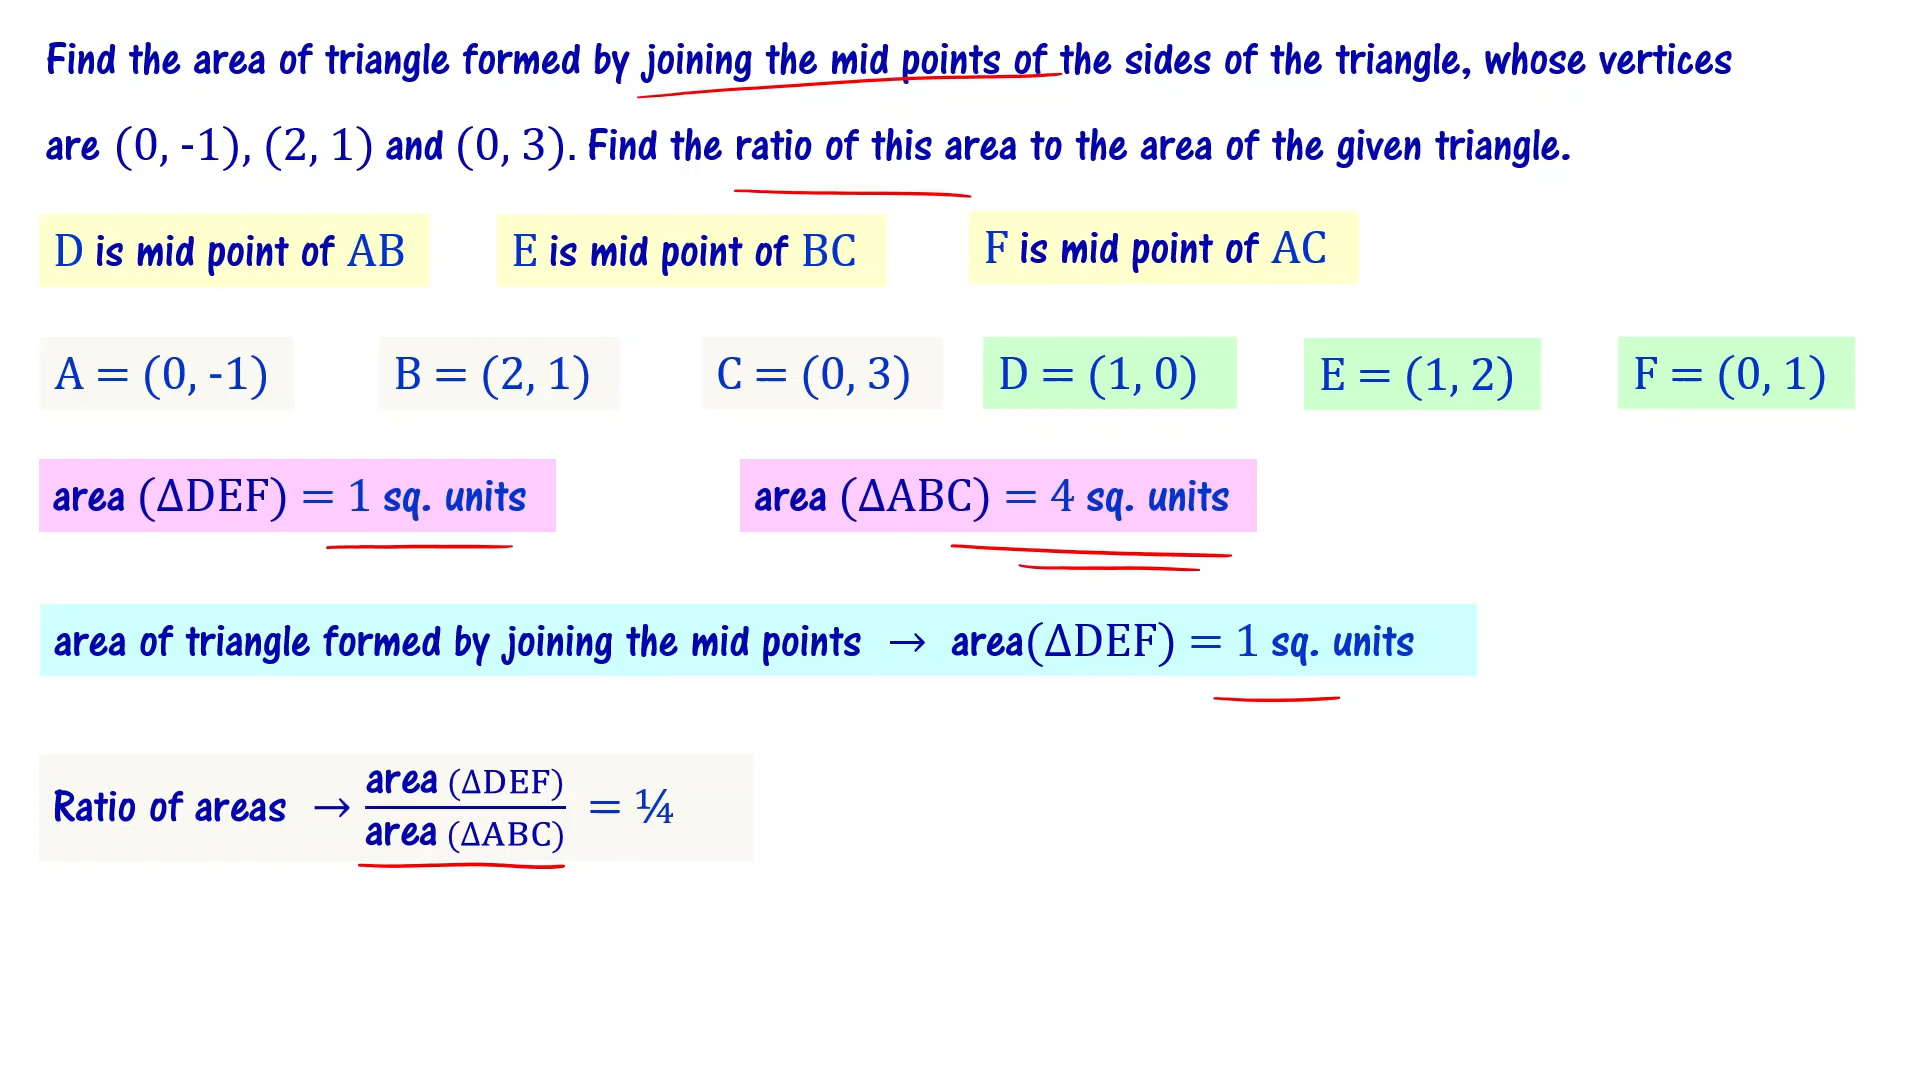 Find the area of triangle formed by joining the mid points of the sides of the triangle, whose vertices
are (0, -1), (2, 1) and (0, 3). Find the ratio of this area to the area of the given triangle.
D is mid point of AB E is mid point of BC F is mid point of AC
A = (0, -1) B = (2, 1) C = (0, 3) D = (1, 0) E = (1, 2) F = (0, 1)
area (ΔDEF) = 1 sq. units area (ΔABC) = 4 sq. units
area of triangle formed by joining the mid points → area(ΔDEF) = 1 sq. units
Ratio of areas → area (ΔDEF) / area (ΔABC) = ¼